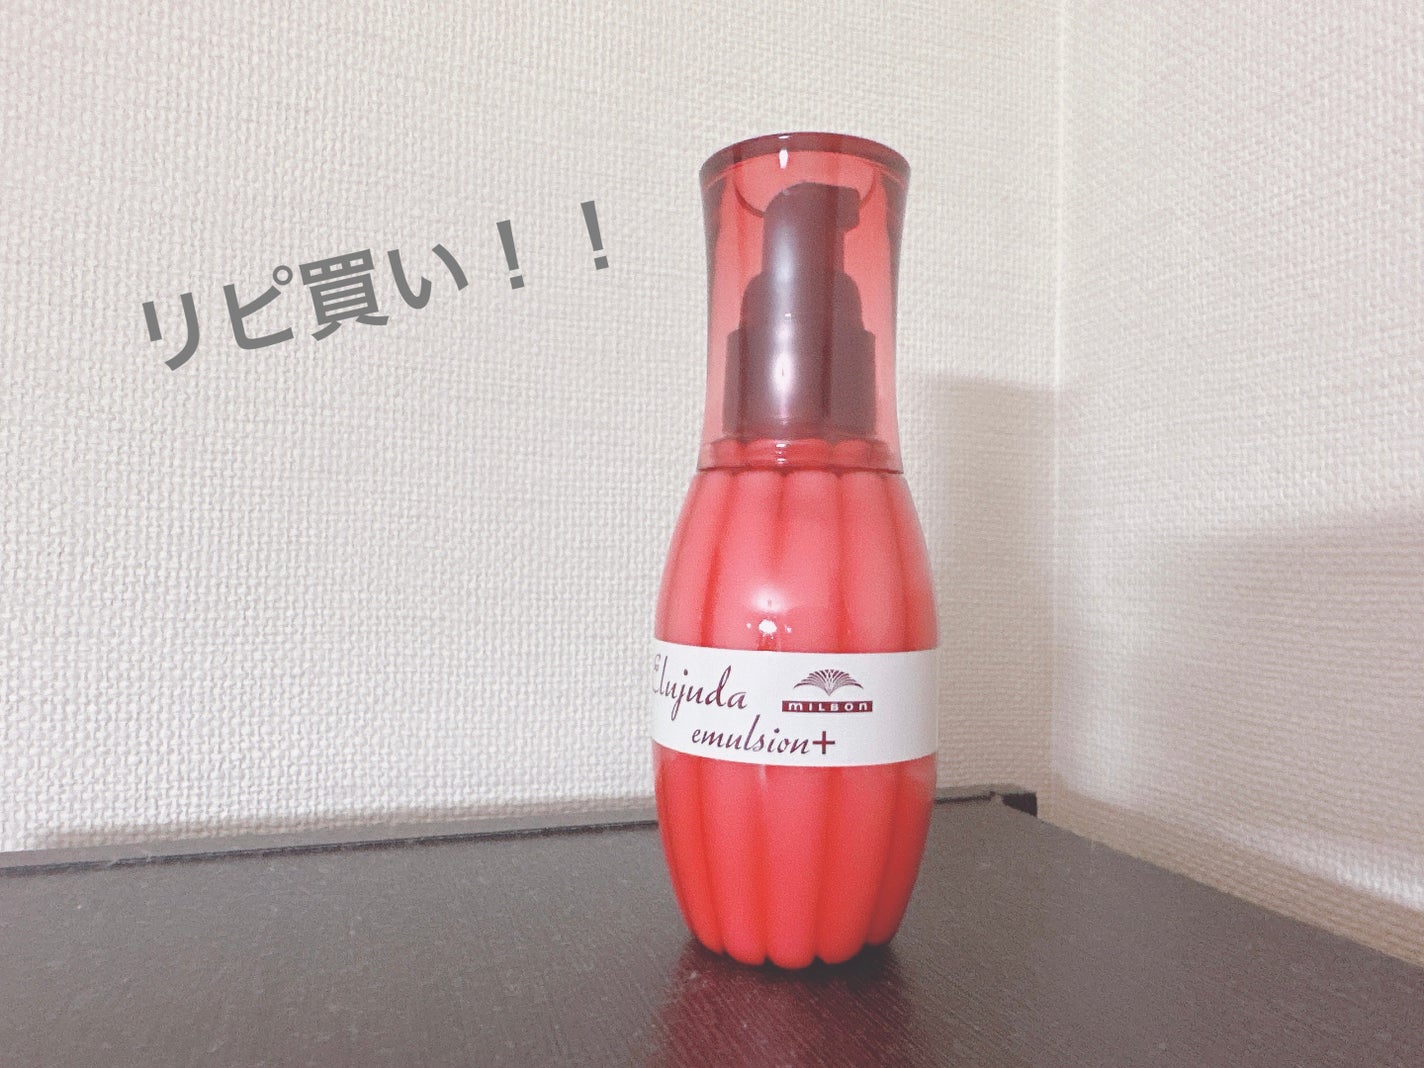 リピ買い！！
Elujuda
MILBON
emulsion+